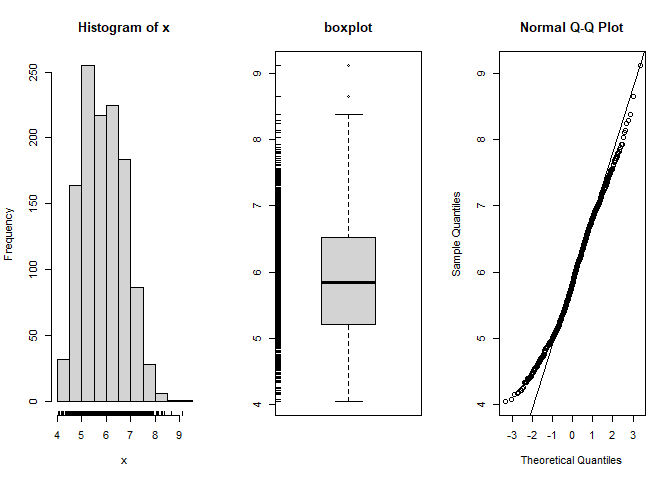 Histogram of x
Frequency
0
50
100
150
200
250
4 5 6 7 8 9
x
boxplot
4
5
6
7
8
9
Normal Q-Q Plot
Sample Quantiles
4
5
6
7
8
9
-3 -2 -1 0 1 2 3
Theoretical Quantiles